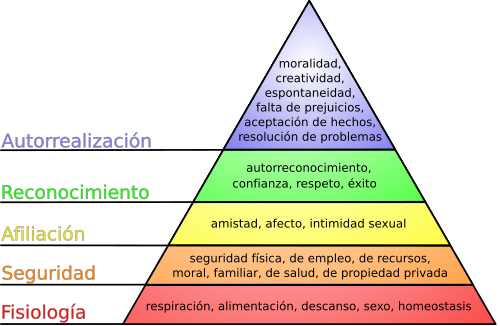 moralidad,
creatividad,
espontaneidad,
falta de prejuicios,
aceptación de hechos,
resolución de problemas
Autorrealización
autorreconocimiento,
confianza, respeto, éxito
Reconocimiento
amistad, afecto, intimidad sexual
Afiliación
seguridad física, de empleo, de recursos,
moral, familiar, de salud, de propiedad privada
Seguridad
respiración, alimentación, descanso, sexo, homeostasis
Fisiología